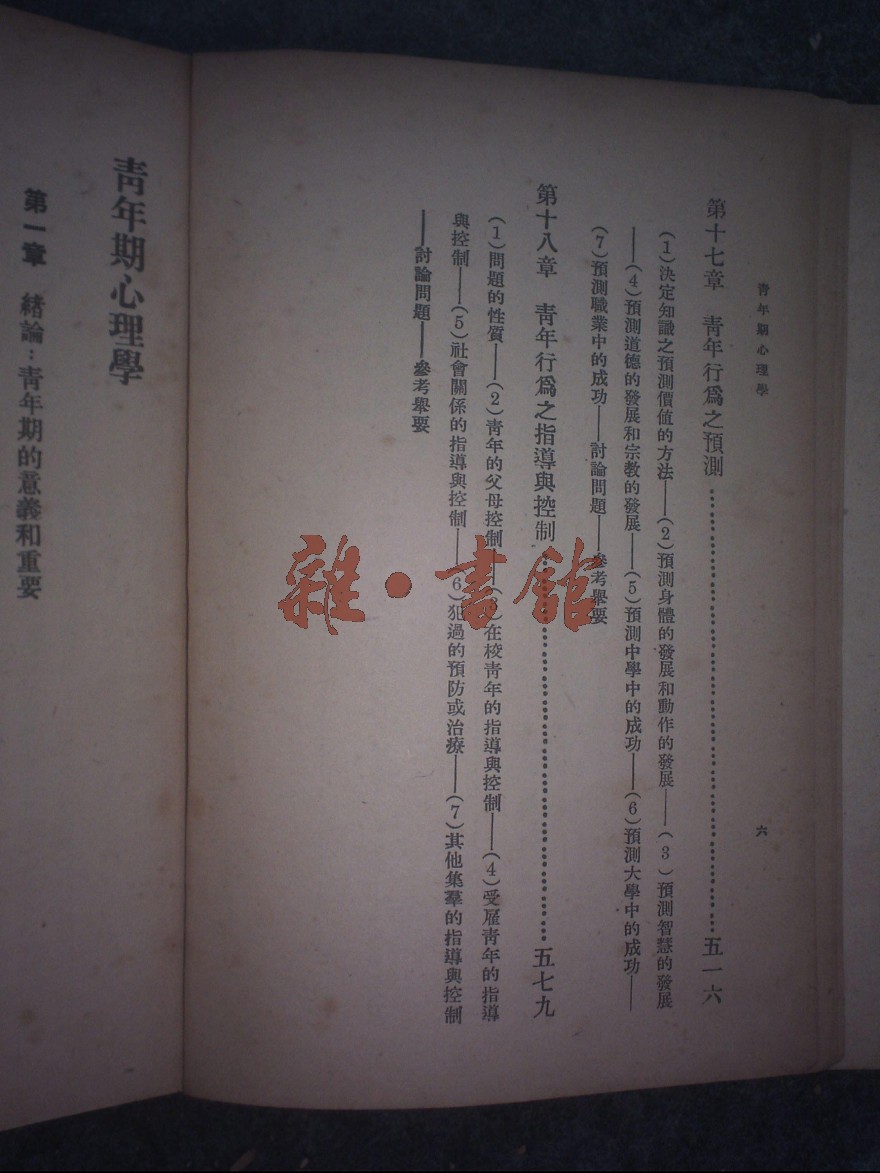 青年期心理學
六
第十七章 青年行爲之預測……五一六
（1）決定知識之預測價値的方法——（2）預測身體的發展和動作的發展——（3）預測智慧的發展
——（4）預測道德的發展和宗教的發展——（5）預測中學中的成功——（6）預測大學中的成功——
（7）預測職業中的成功——討論問題——參考舉要
第十八章 青年行爲之指導與控制……五七九
（1）問題的性質——（2）青年的父母控制——（3）在校青年的指導與控制——（4）受雇青年的指導
與控制——（5）社會關係的指導與控制——（6）犯過的預防或治療——（7）其他集羣的指導與控制
——討論問題——參考舉要
青年期心理學
第一章 緒論：青年期的意義和重要
雜·書館